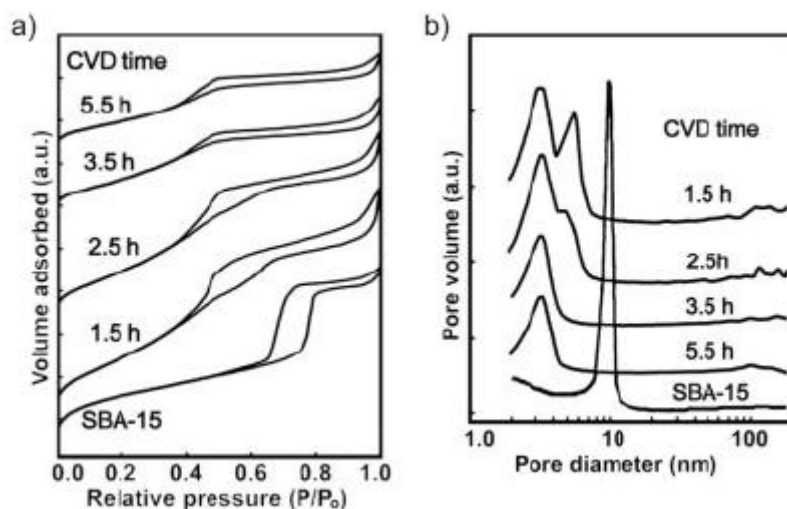 a)
CVD time
5.5 h
3.5 h
2.5 h
1.5 h
SBA-15
Volume adsorbed (a.u.)
0.0 0.2 0.4 0.6 0.8 1.0
Relative pressure (P/P₀)
b)
CVD time
1.5 h
2.5h
3.5 h
5.5 h
SBA-15
Pore volume (a.u.)
1.0 10 100
Pore diameter (nm)